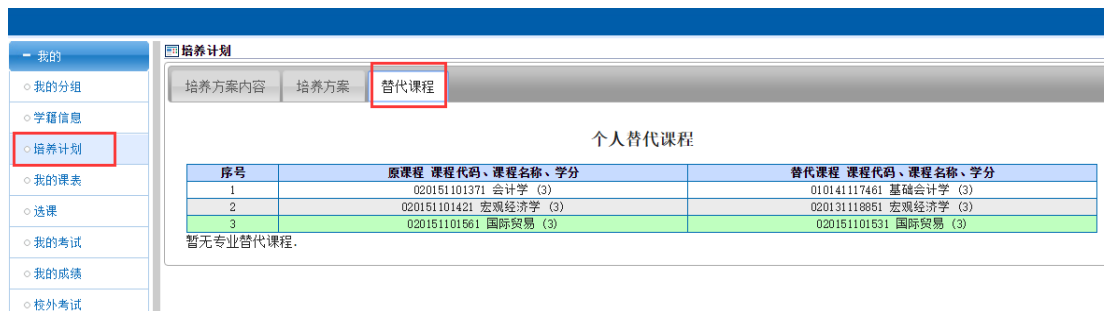 我的
我的分组
学籍信息
培养计划
我的课表
选课
我的考试
我的成绩
校外考试
培养计划
培养方案内容 培养方案 替代课程
个人替代课程
序号 原课程 课程代码、课程名称、学分 替代课程 课程代码、课程名称、学分
1 020151101371 会计学 (3) 010141117461 基础会计学 (3)
2 020151101421 宏观经济学 (3) 020131118851 宏观经济学 (3)
3 020151101561 国际贸易 (3) 020151101531 国际贸易 (3)
暂无专业替代课程.